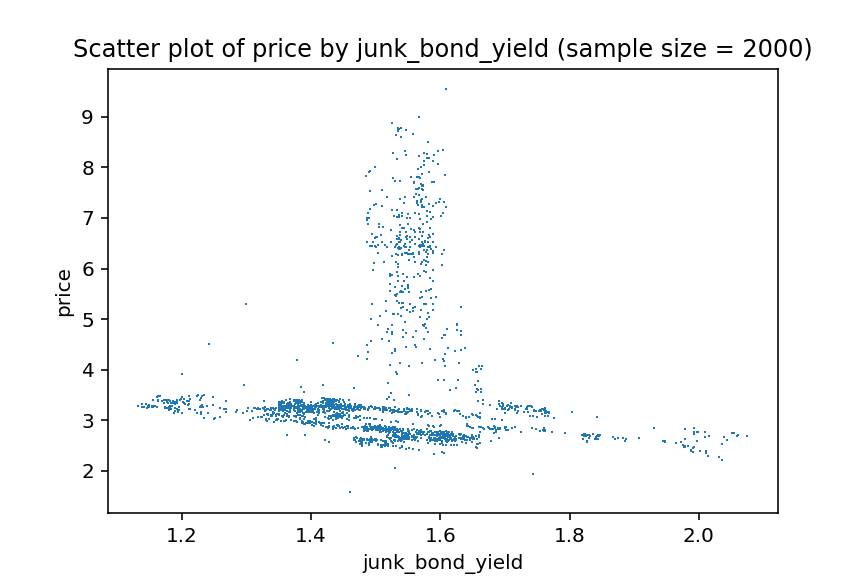 Scatter plot of price by junk_bond_yield (sample size = 2000)
9
8
7
6
5
4
3
2
price
1.2 1.4 1.6 1.8 2.0
junk_bond_yield